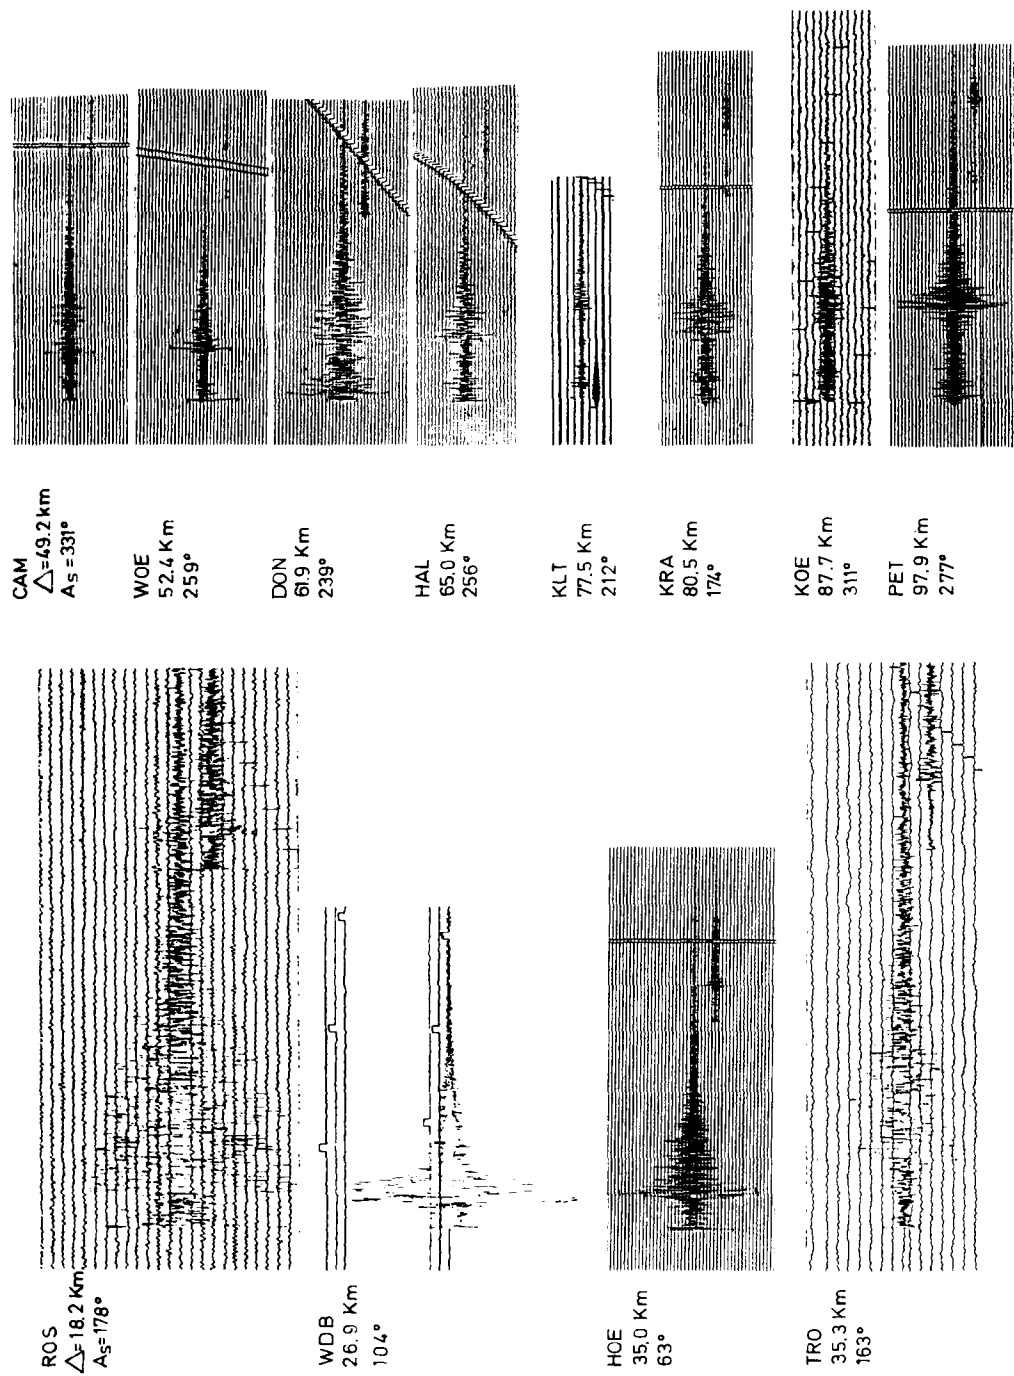 ROS
△=18.2 Km
As=178°
WDB
26.9 Km
104°
HOE
35.0 Km
63°
TRO
35.3 Km
163°
CAM
△=49.2 km
As=331°
WOE
52.4 Km
259°
DON
61.9 Km
239°
HAL
65.0 Km
256°
KLT
77.5 Km
212°
KRA
80.5 Km
174°
KOE
87.7 Km
311°
PET
97.9 Km
277°